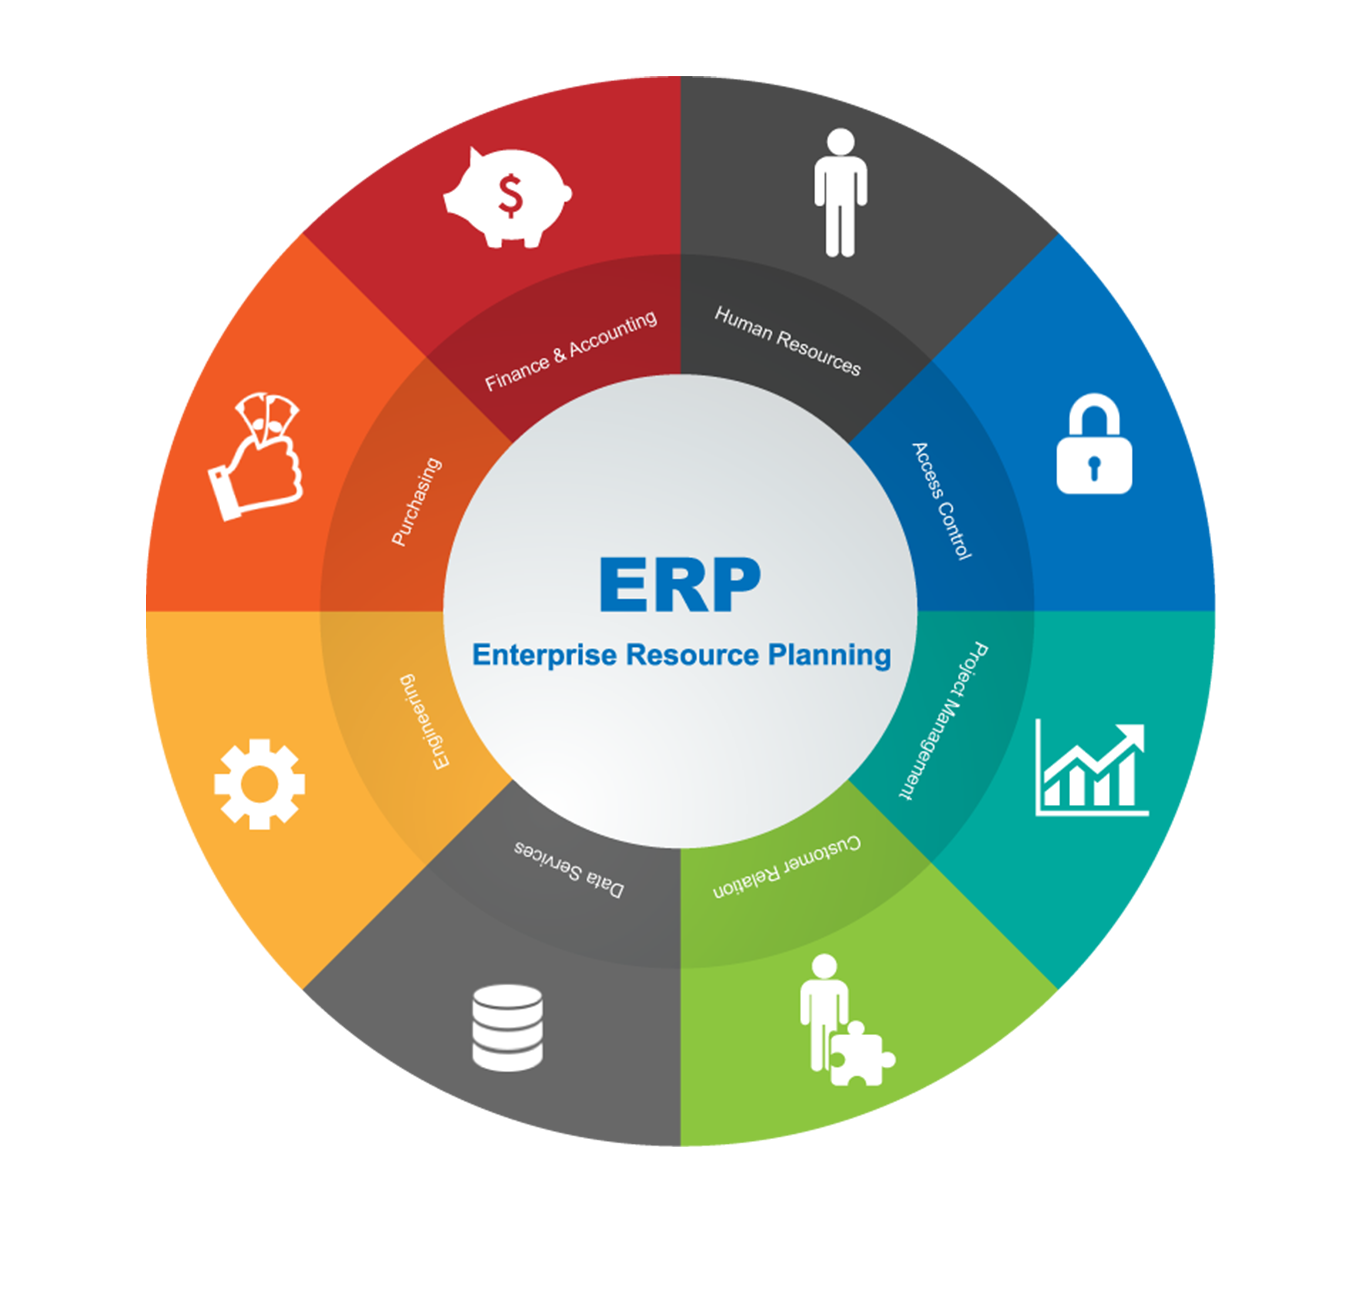 ERP
Enterprise Resource Planning
Human Resources
Access Control
Project Management
Customer Relation
Data Services
Engineering
Purchasing
Finance & Accounting
$